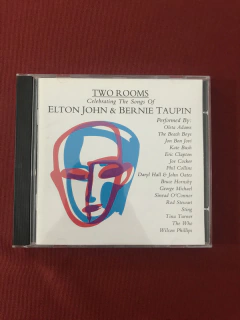 TWO ROOMS
Celebrating The Songs Of
ELTON JOHN & BERNIE TAUPIN
Performed By:
Oleta Adams
The Beach Boys
Jon Bon Jovi
Kate Bush
Eric Clapton
Joe Cocker
Phil Collins
Daryl Hall & John Oates
Bruce Hornsby
George Michael
Sinead O'Connor
Rod Stewart
Sting
Tina Turner
The Who
Wilson Phillips